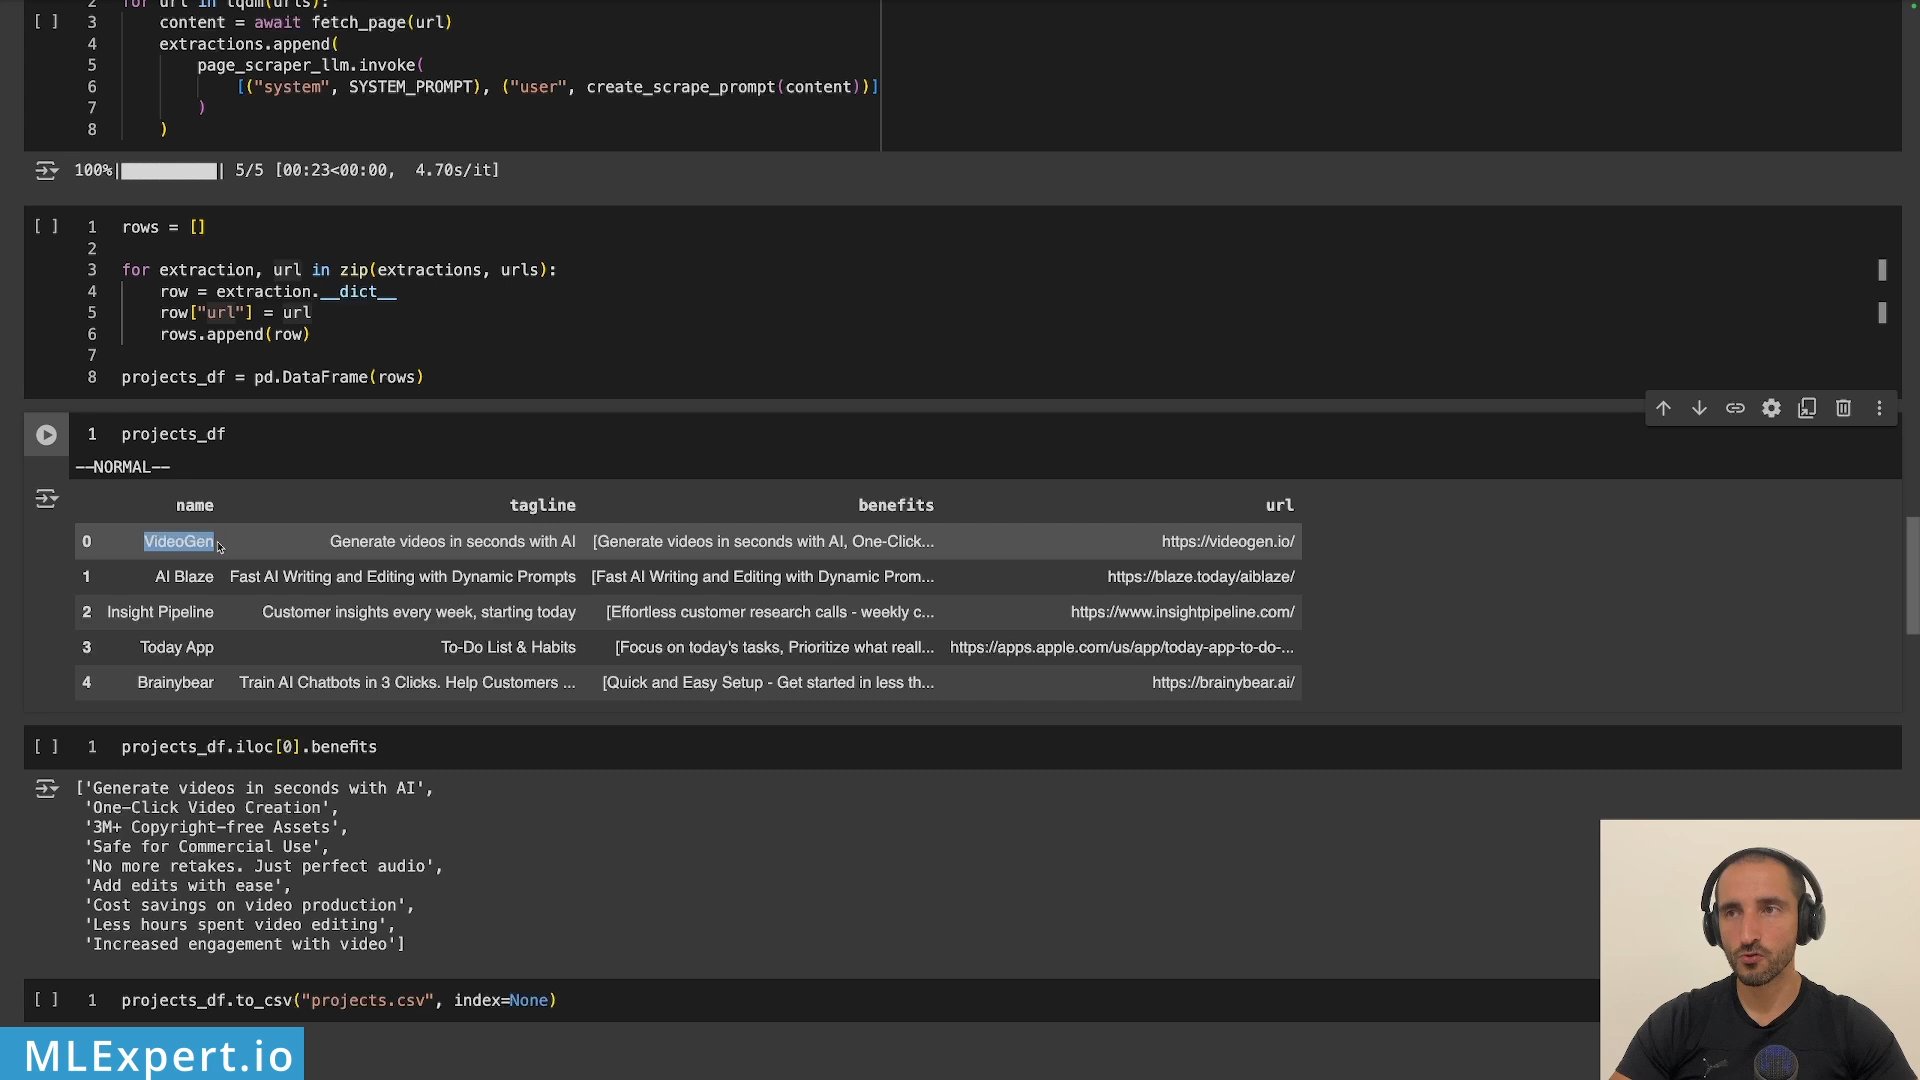 2 for url in tqdm(urls):
[ ] 3 content = await fetch_page(url)
4 extractions.append(
5 page_scraper_llm.invoke(
6 [("system", SYSTEM_PROMPT), ("user", create_scrape_prompt(content))]
7 )
8 )
100%| | 5/5 [00:23<00:00, 4.70s/it]
[ ] 1 rows = []
2
3 for extraction, url in zip(extractions, urls):
4 row = extraction.__dict__
5 row["url"] = url
6 rows.append(row)
7
8 projects_df = pd.DataFrame(rows)
1 projects_df
--NORMAL--
name tagline benefits url
0 VideoGen Generate videos in seconds with AI [Generate videos in seconds with AI, One-Click... https://videogen.io/
1 AI Blaze Fast AI Writing and Editing with Dynamic Prompts [Fast AI Writing and Editing with Dynamic Prom... https://blaze.today/aiblaze/
2 Insight Pipeline Customer insights every week, starting today [Effortless customer research calls - weekly c... https://www.insightpipeline.com/
3 Today App To-Do List & Habits [Focus on today's tasks, Prioritize what reall... https://apps.apple.com/us/app/today-app-to-do-...
4 Brainybear Train AI Chatbots in 3 Clicks. Help Customers ... [Quick and Easy Setup - Get started in less th... https://brainybear.ai/
[ ] 1 projects_df.iloc[0].benefits
['Generate videos in seconds with AI',
'One-Click Video Creation',
'3M+ Copyright-free Assets',
'Safe for Commercial Use',
'No more retakes. Just perfect audio',
'Add edits with ease',
'Cost savings on video production',
'Less hours spent video editing',
'Increased engagement with video']
[ ] 1 projects_df.to_csv("projects.csv", index=None)
MLExpert.io